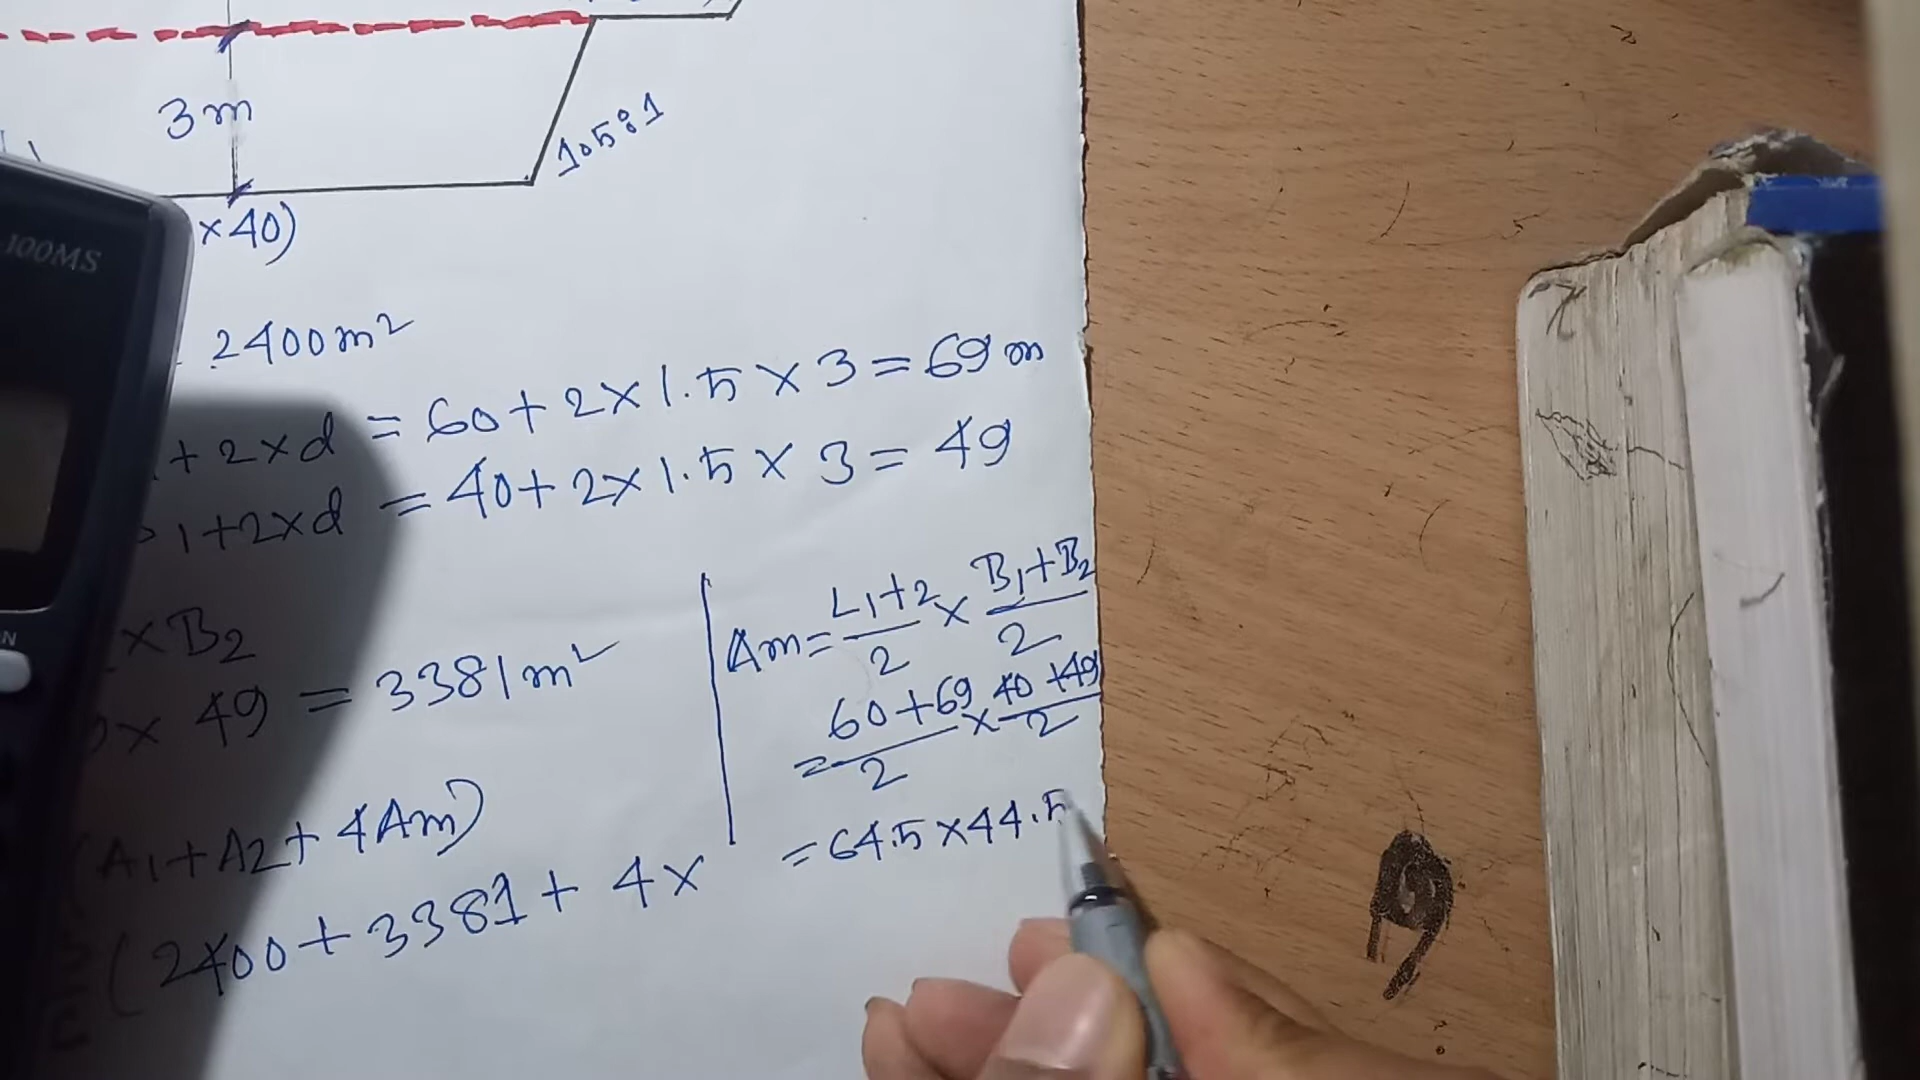 3m
1.5:1
×40)
100MS
2400m²
+2×d = 60+2×1.5×3=69m
1+2×d = 40+2×1.5×3=49
×B2
× 49 = 3381m²
(A1+A2+4Am)
(2400+3381+4×
Am=L1+2/2×B1+B2/2
=60+69/2×40+49/2
=64.5×44.5